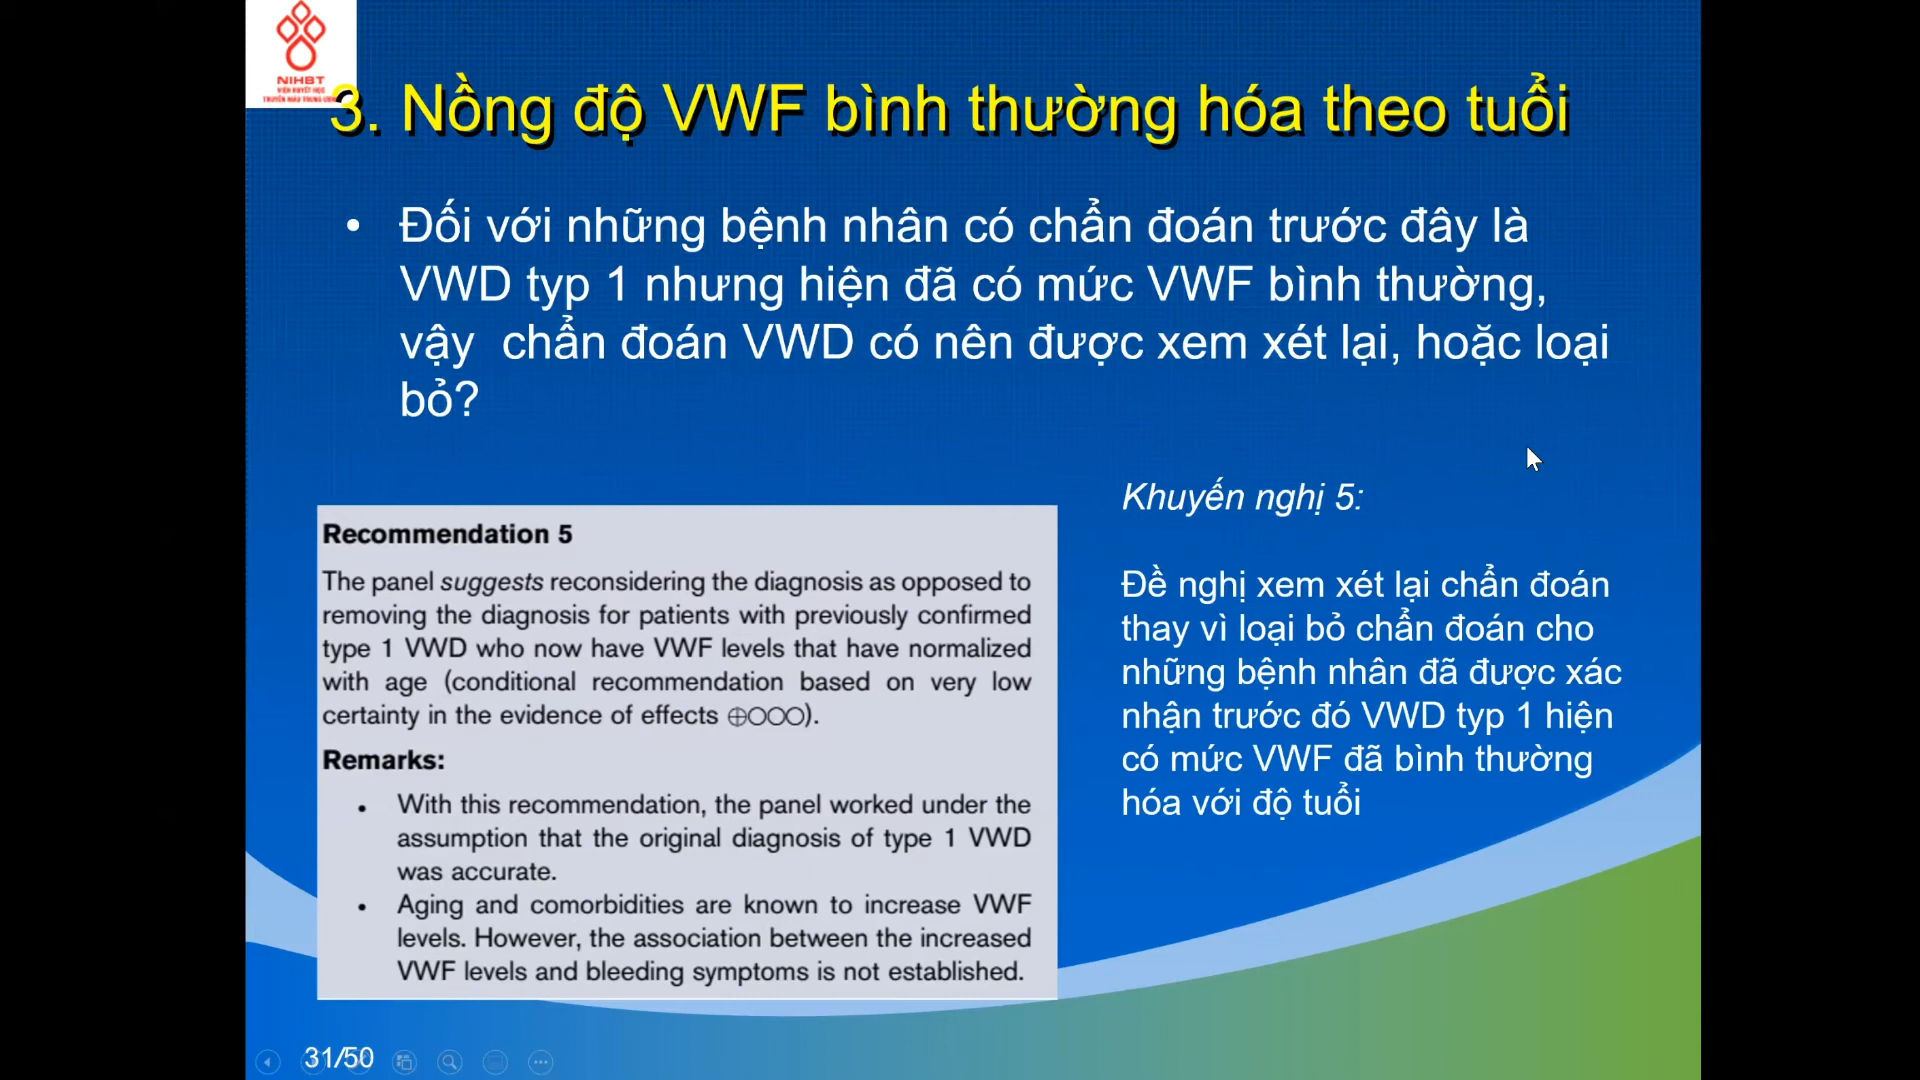 NIHBT
VIỆN HUYẾT HỌC
TRUYỀN MÁU TRUNG ƯƠNG
3. Nồng độ VWF bình thường hóa theo tuổi
• Đối với những bệnh nhân có chẩn đoán trước đây là
VWD typ 1 nhưng hiện đã có mức VWF bình thường,
vậy  chẩn đoán VWD có nên được xem xét lại, hoặc loại
bỏ?
Recommendation 5
The panel suggests reconsidering the diagnosis as opposed to
removing the diagnosis for patients with previously confirmed
type 1 VWD who now have VWF levels that have normalized
with age (conditional recommendation based on very low
certainty in the evidence of effects ⊕○○○).
Remarks:
• With this recommendation, the panel worked under the
assumption that the original diagnosis of type 1 VWD
was accurate.
• Aging and comorbidities are known to increase VWF
levels. However, the association between the increased
VWF levels and bleeding symptoms is not established.
Khuyến nghị 5:
Đề nghị xem xét lại chẩn đoán
thay vì loại bỏ chẩn đoán cho
những bệnh nhân đã được xác
nhận trước đó VWD typ 1 hiện
có mức VWF đã bình thường
hóa với độ tuổi
31/50